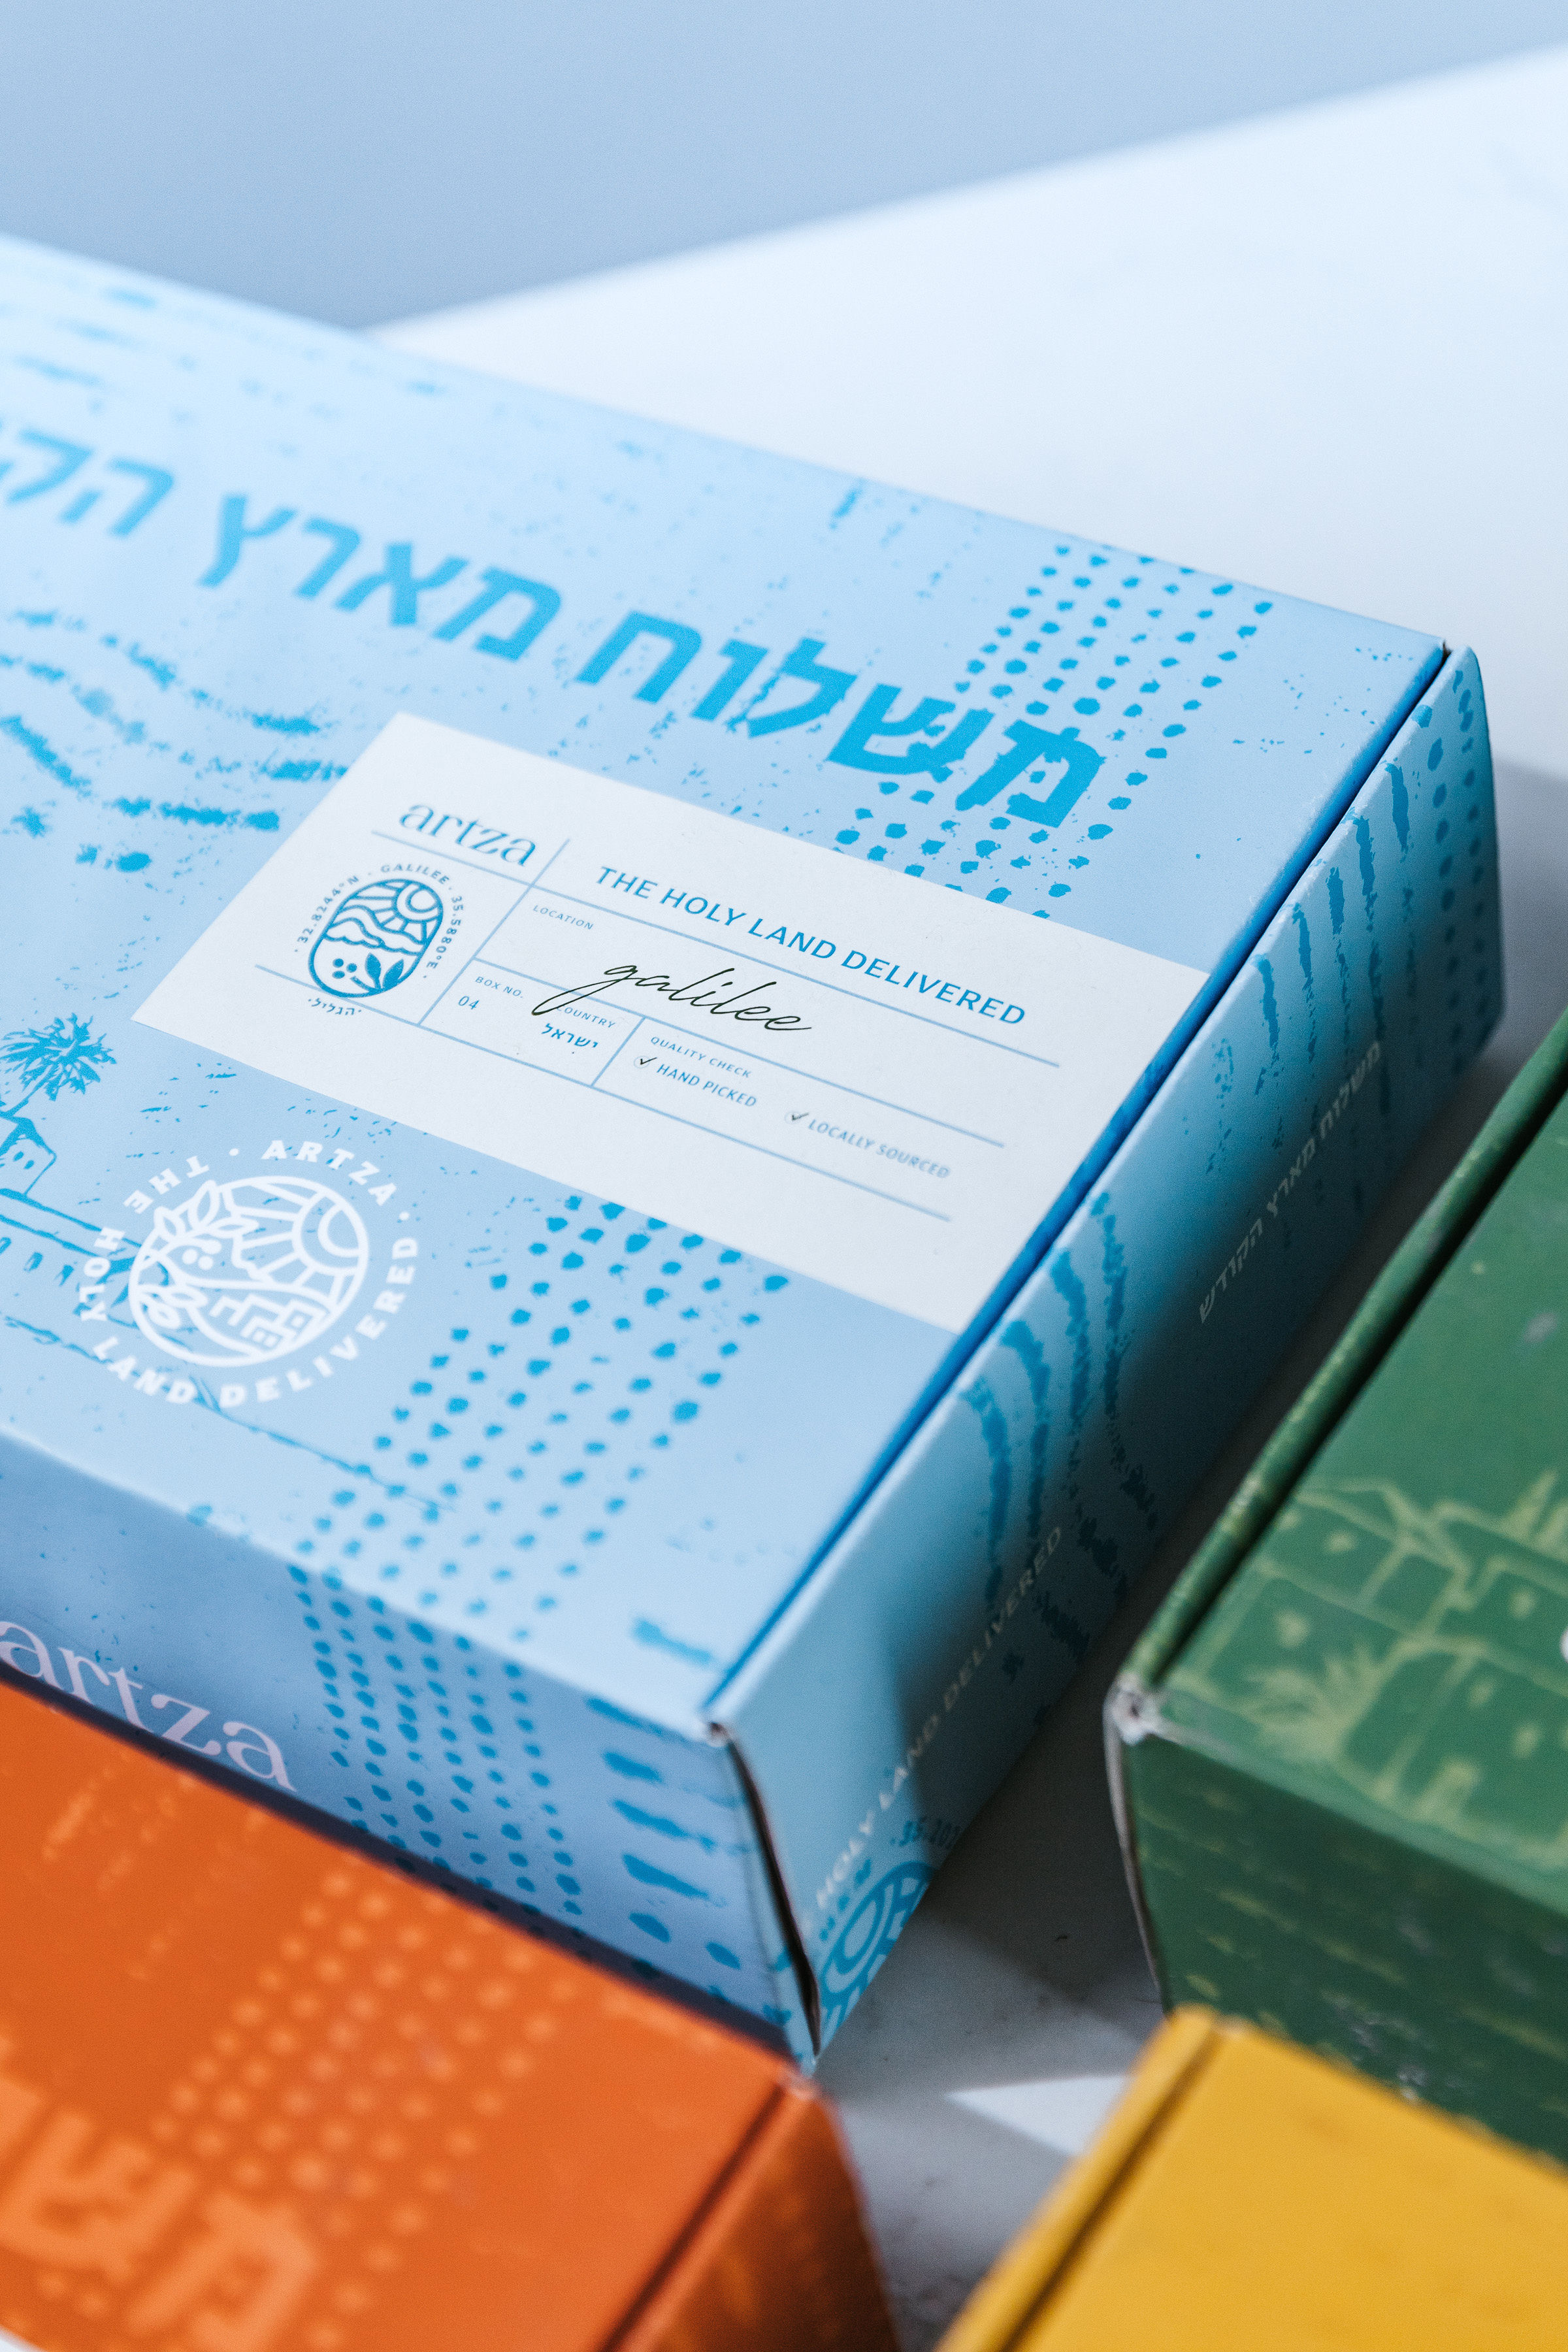 משלוח מארץ
artza
THE HOLY LAND DELIVERED
· 32.8244°N · GALILEE · 35.5880°E ·
·הגליל·
LOCATION
galilee
BOX NO.
04
COUNTRY
ישראל
QUALITY CHECK
HAND PICKED
LOCALLY SOURCED
· ARTZA · THE HOLY LAND DELIVERED
artza
משלוח מארץ הקודש
HOLY LAND DELIVERED